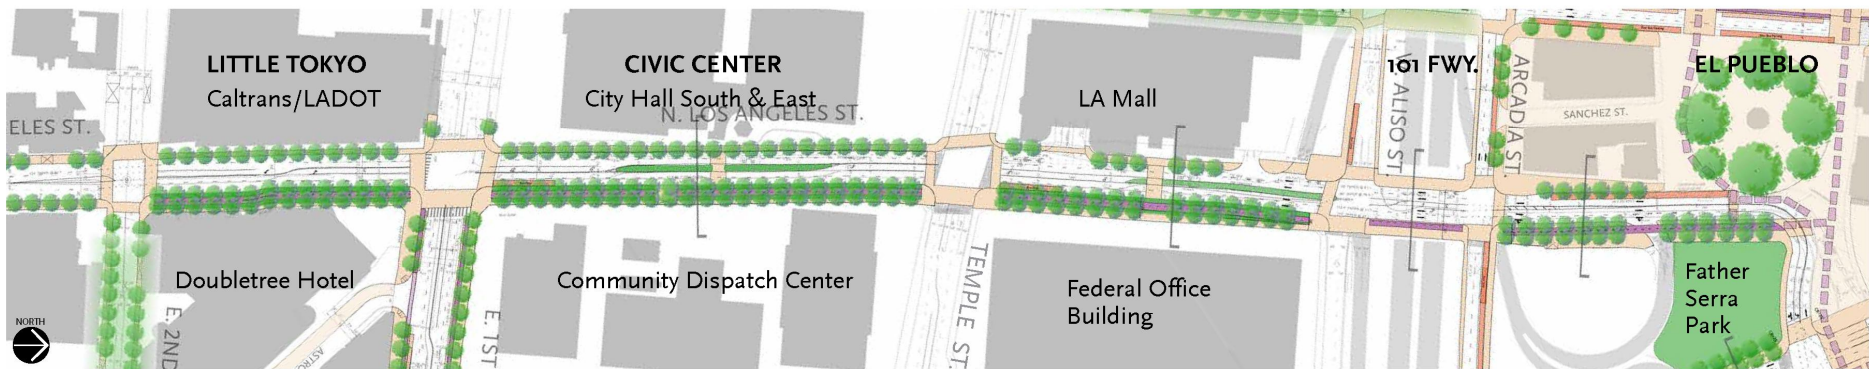 LITTLE TOKYO
Caltrans/LADOT
CIVIC CENTER
City Hall South & East
N. LOS ANGELES ST.
LA Mall
101 FWY.
EL PUEBLO
ELES ST.
ALISO ST.
ARCADIA ST.
SANCHEZ ST.
Doubletree Hotel
Community Dispatch Center
Federal Office
Building
Father
Serra
Park
NORTH
E. 2ND
ASTRO
E. 1ST
TEMPLE ST.